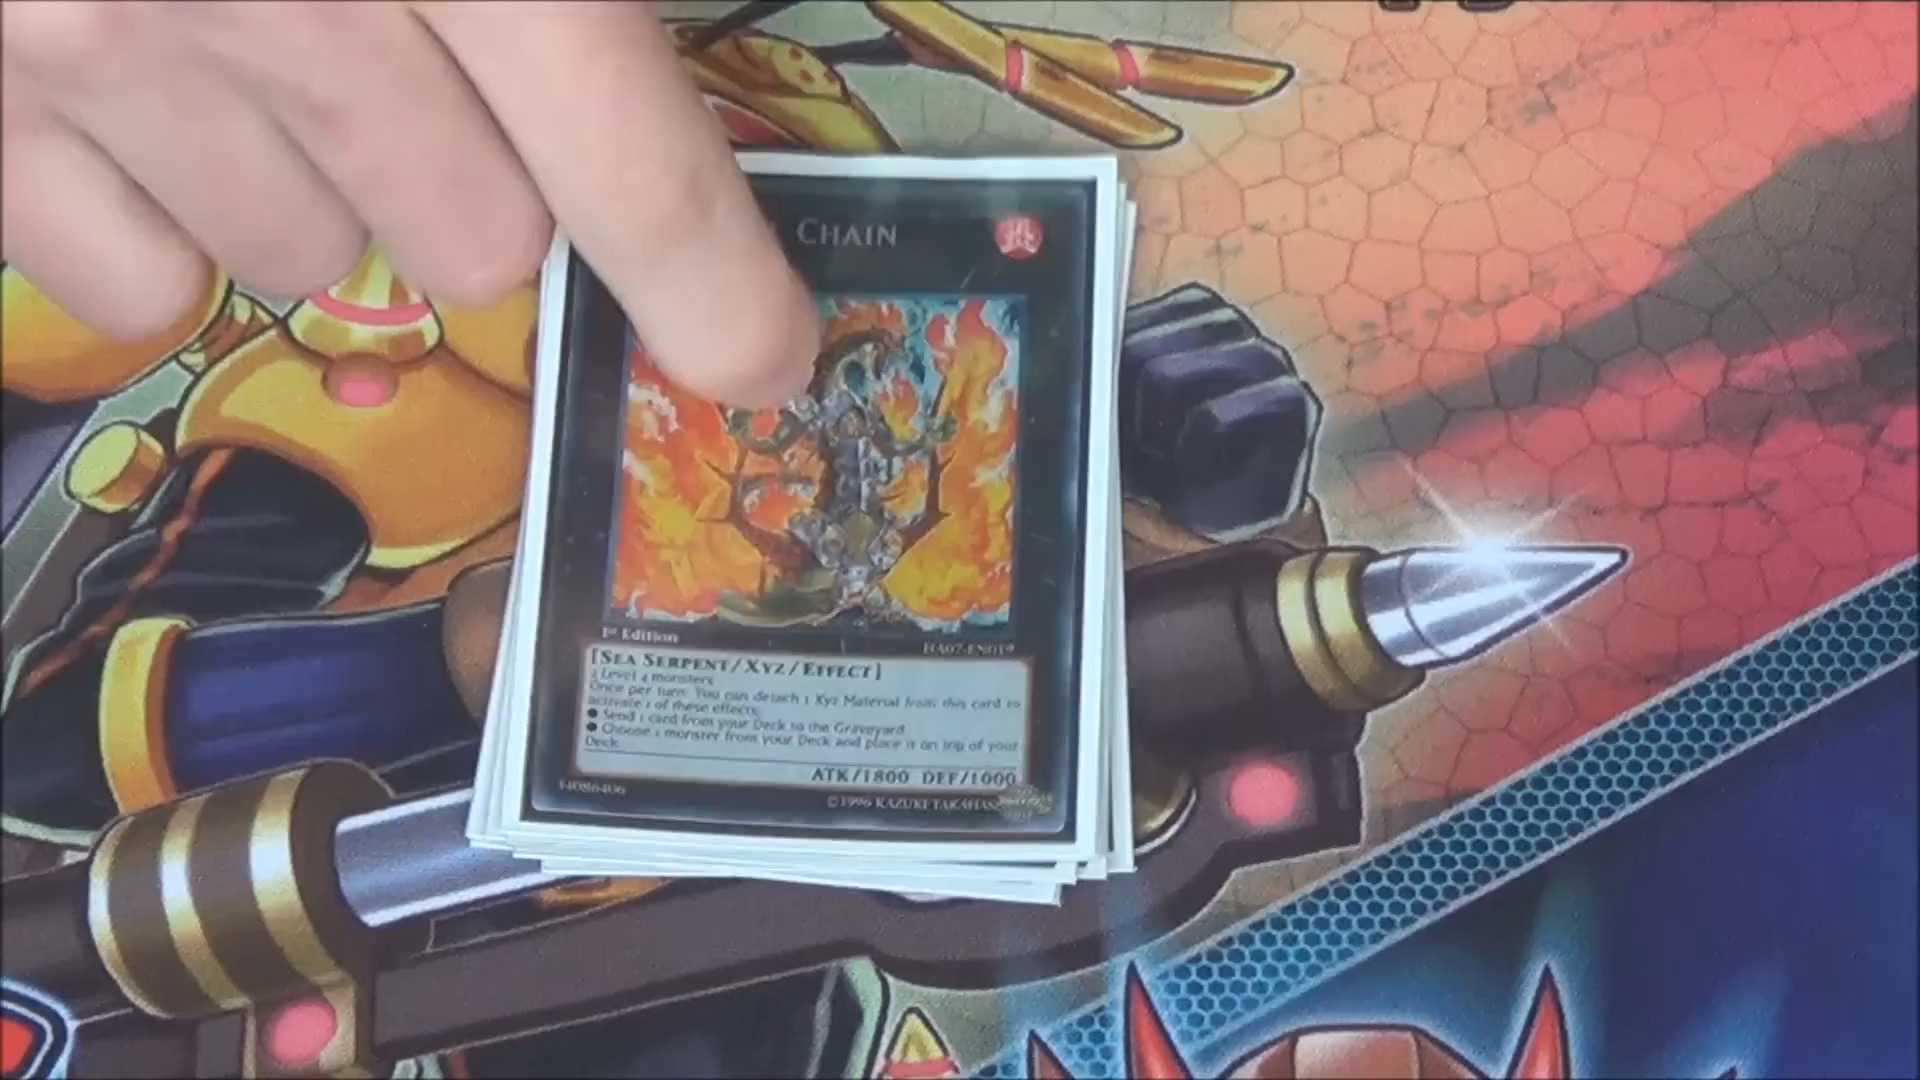 CHAIN
炎
1st Edition
HA07-EN019
[SEA SERPENT/XYZ/EFFECT]
2 Level 4 monsters
Once per turn: You can detach 1 Xyz Material from this card to
activate 1 of these effects;
● Send 1 card from your Deck to the Graveyard.
● Choose 1 monster from your Deck and place it on top of your
Deck.
ATK/1800 DEF/1000
34086406
©1996 KAZUKI TAKAHAS